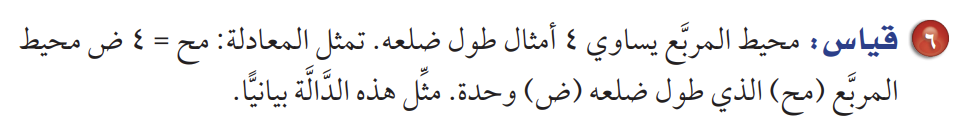 ٦ قياس: محيط المربَّع يساوي ٤ أمثال طول ضلعه. تمثل المعادلة: مح = ٤ ض محيط
المربَّع (مح) الذي طول ضلعه (ض) وحدة. مثِّل هذه الدَّالَّة بيانيًّا.